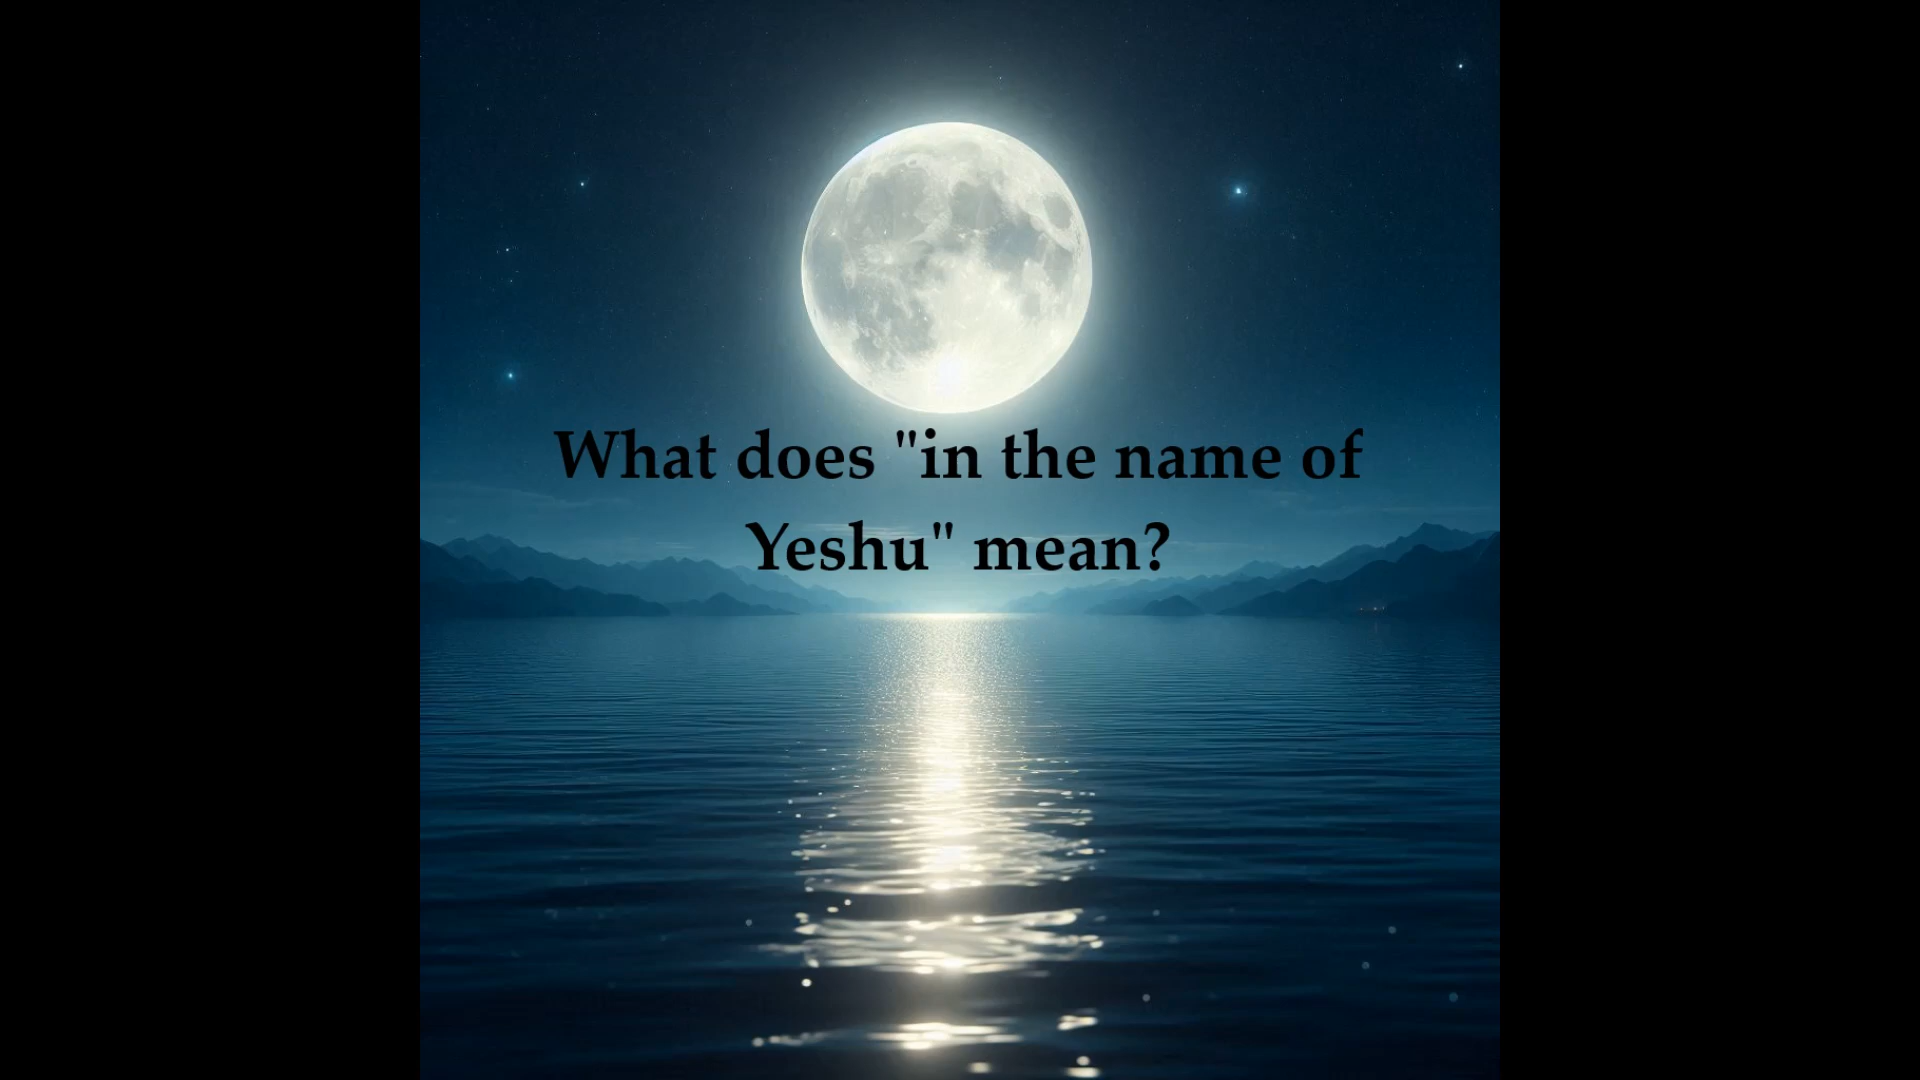 What does "in the name of
Yeshu" mean?